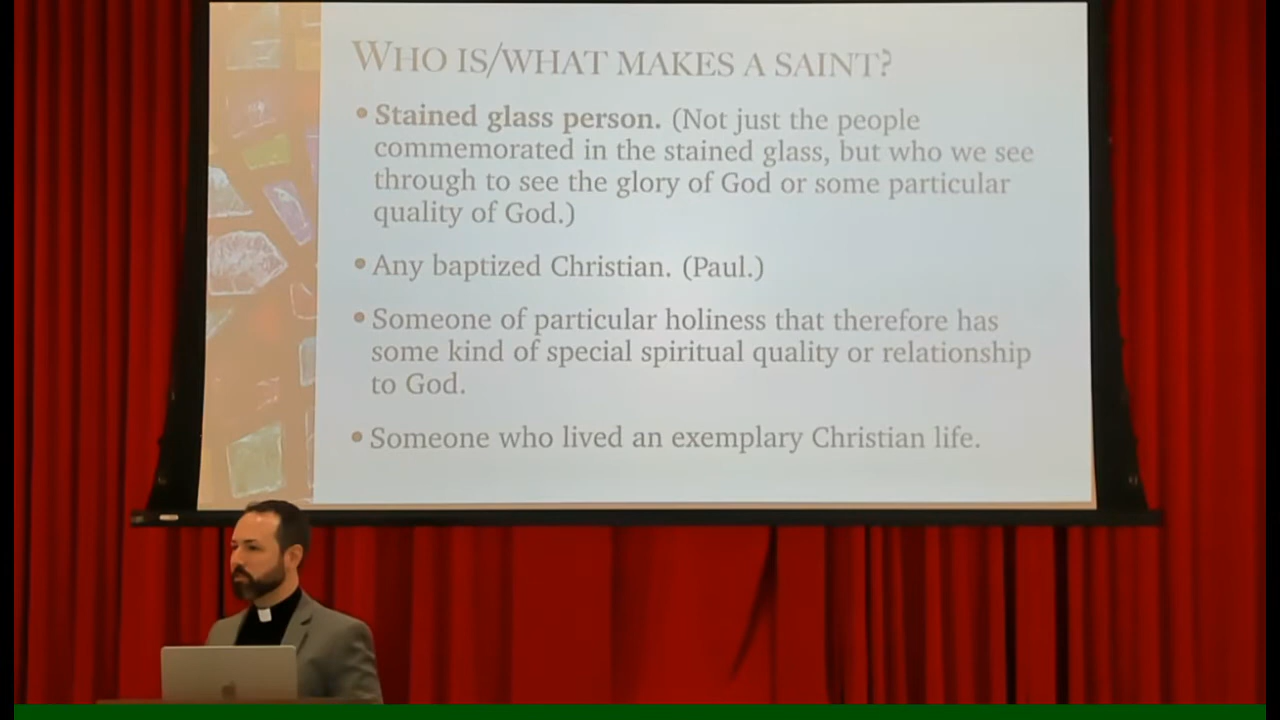 WHO IS/WHAT MAKES A SAINT?
• Stained glass person. (Not just the people
commemorated in the stained glass, but who we see
through to see the glory of God or some particular
quality of God.)
• Any baptized Christian. (Paul.)
• Someone of particular holiness that therefore has
some kind of special spiritual quality or relationship
to God.
• Someone who lived an exemplary Christian life.